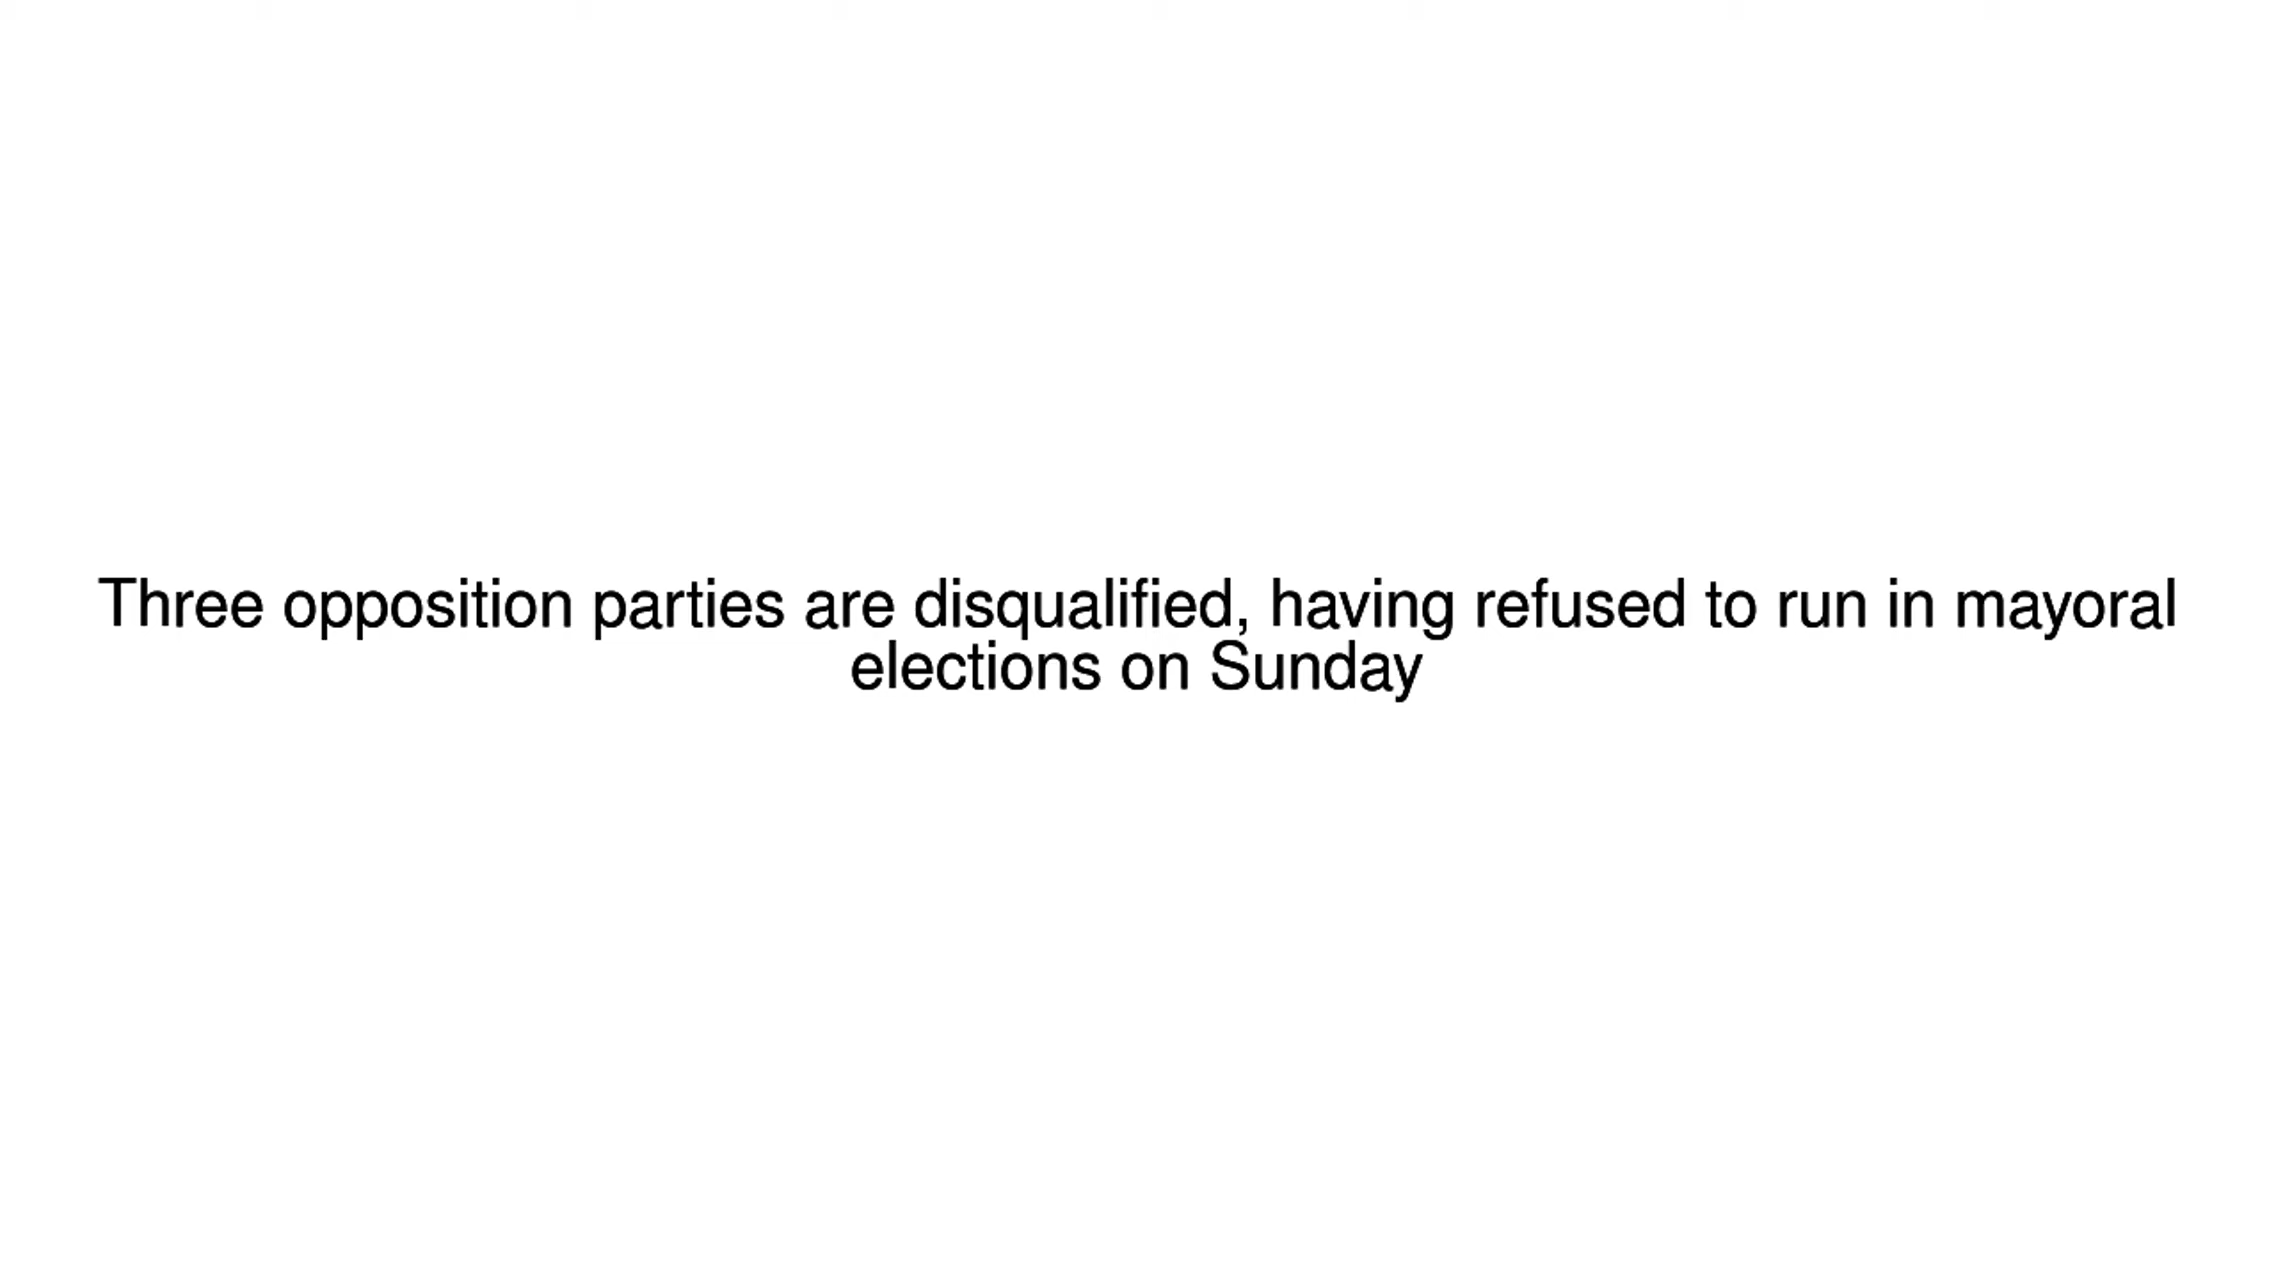 Three opposition parties are disqualified, having refused to run in mayoral
elections on Sunday